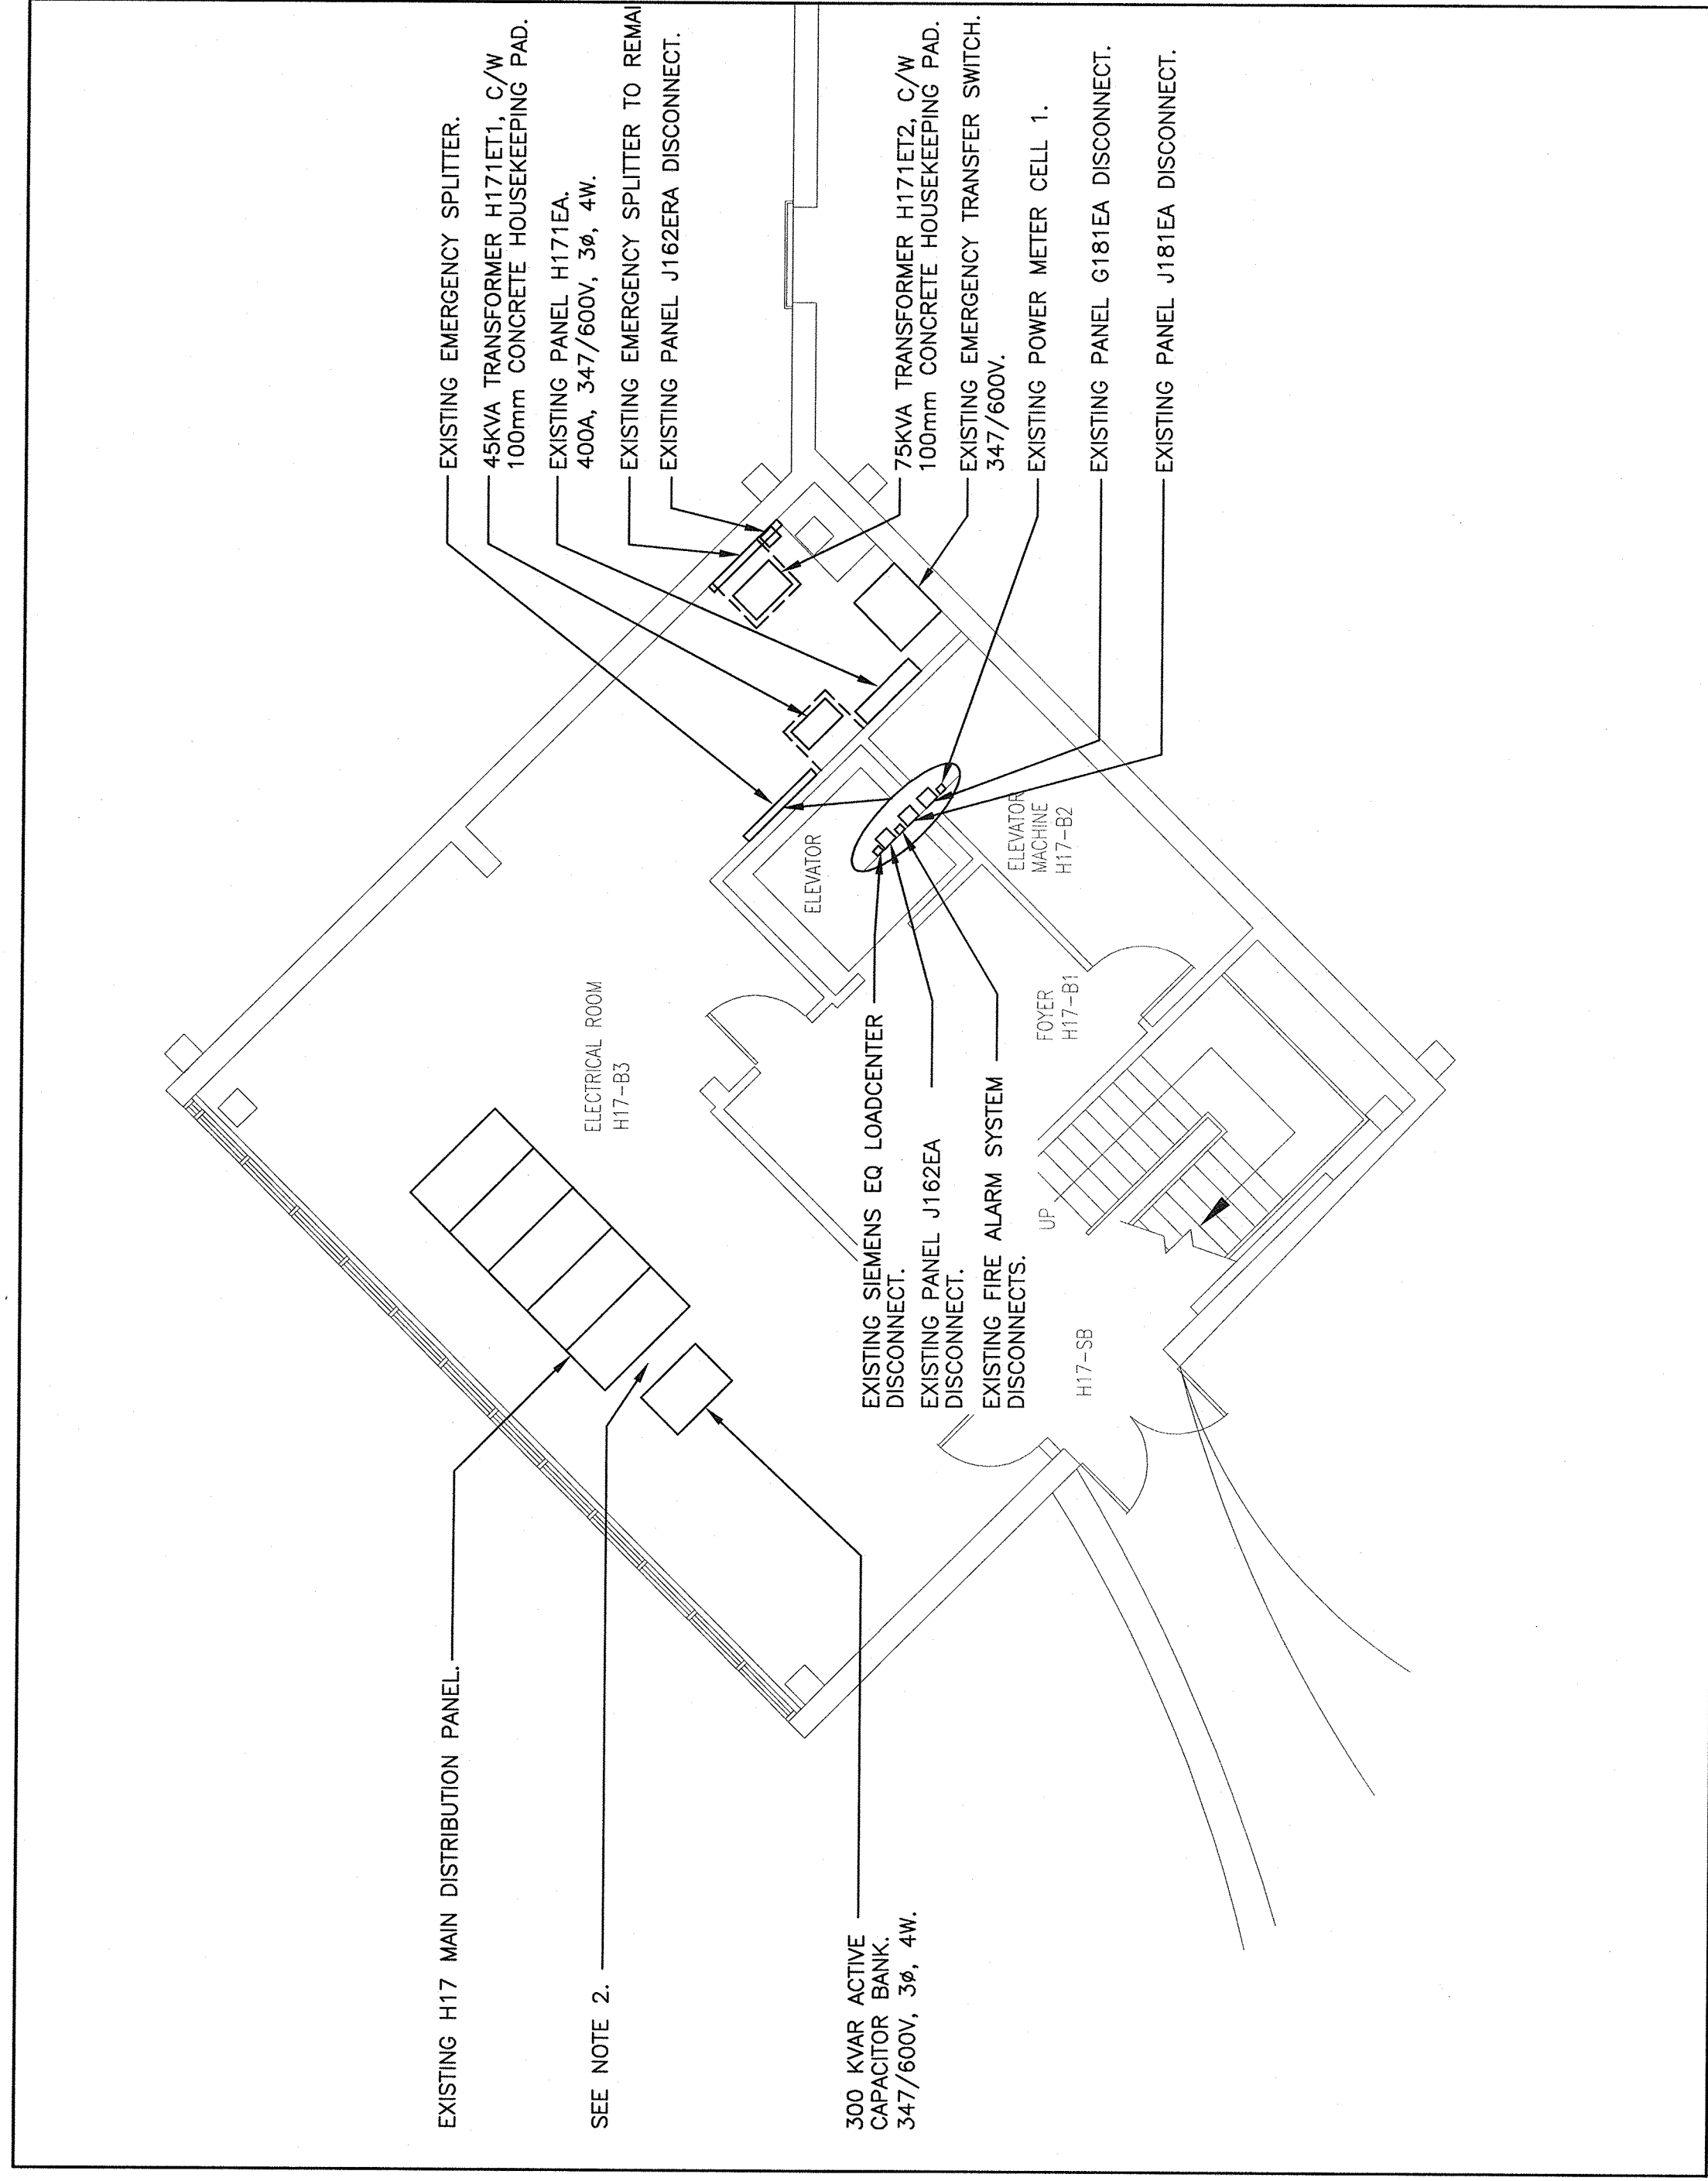 EXISTING H17 MAIN DISTRIBUTION PANEL.
SEE NOTE 2.
300 KVAR ACTIVE
CAPACITOR BANK.
347/600V, 3ø, 4W.
ELECTRICAL ROOM
H17-B3
ELEVATOR
ELEVATOR
MACHINE
H17-B2
FOYER
H17-B1
UP
H17-SB
EXISTING SIEMENS EQ LOADCENTER
DISCONNECT.
EXISTING PANEL J162EA
DISCONNECT.
EXISTING FIRE ALARM SYSTEM
DISCONNECTS.
EXISTING EMERGENCY SPLITTER.
45KVA TRANSFORMER H171ET1, C/W
100mm CONCRETE HOUSEKEEPING PAD.
EXISTING PANEL H171EA.
400A, 347/600V, 3ø, 4W.
EXISTING EMERGENCY SPLITTER TO REMAI
EXISTING PANEL J162ERA DISCONNECT.
75KVA TRANSFORMER H171ET2, C/W
100mm CONCRETE HOUSEKEEPING PAD.
EXISTING EMERGENCY TRANSFER SWITCH.
347/600V.
EXISTING POWER METER CELL 1.
EXISTING PANEL G181EA DISCONNECT.
EXISTING PANEL J181EA DISCONNECT.